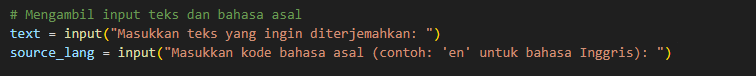 # Mengambil input teks dan bahasa asal
text = input("Masukkan teks yang ingin diterjemahkan: ")
source_lang = input("Masukkan kode bahasa asal (contoh: 'en' untuk bahasa Inggris): ")